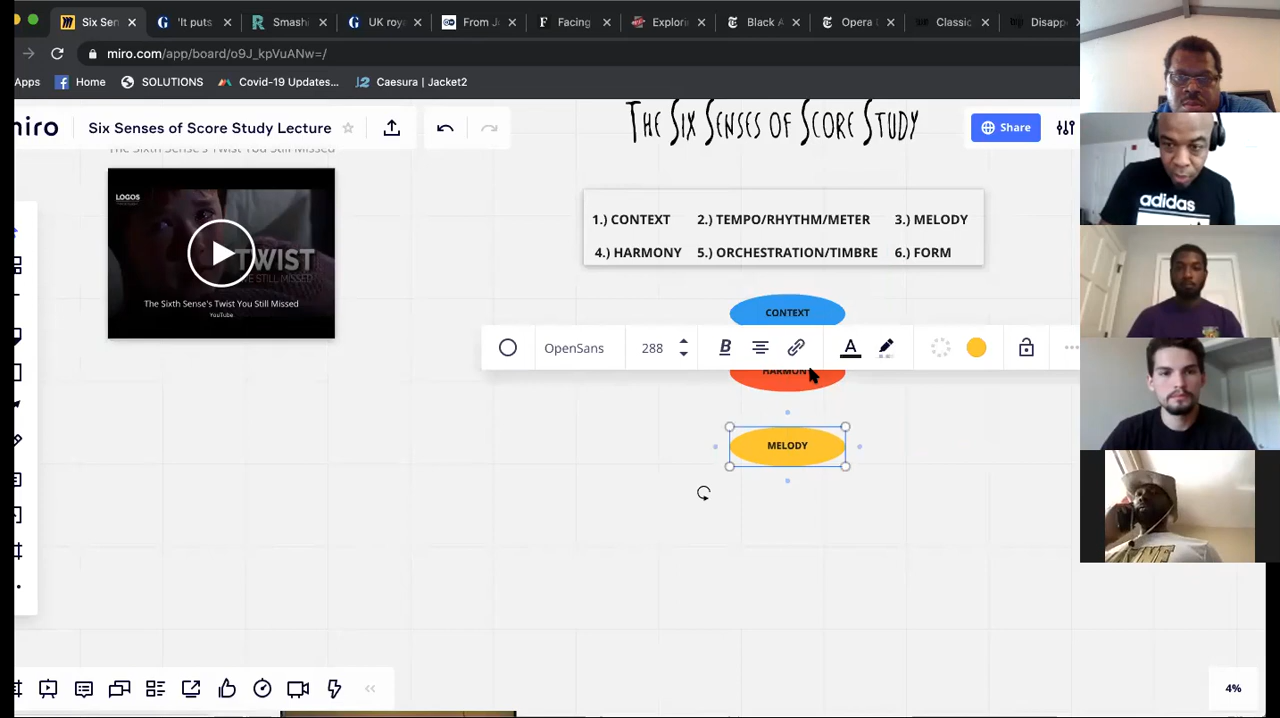 Six Sen
'It puts
Smashi
UK roya
From J
Facing
Explori
Black A
Opera L
Classic
Disapp
miro.com/app/board/o9J_kpVuANw=/
Apps
Home
SOLUTIONS
Covid-19 Updates...
Caesura | Jacket2
miro
Six Senses of Score Study Lecture
THE SIX SENSES OF SCORE STUDY
Share
The Sixth Sense's Twist You Still Missed
LOGOS
TWIST
The Sixth Sense's Twist You Still Missed
YouTube
1.) CONTEXT 2.) TEMPO/RHYTHM/METER 3.) MELODY
4.) HARMONY 5.) ORCHESTRATION/TIMBRE 6.) FORM
CONTEXT
OpenSans
288
B
A
HARMONY
MELODY
adidas
4%